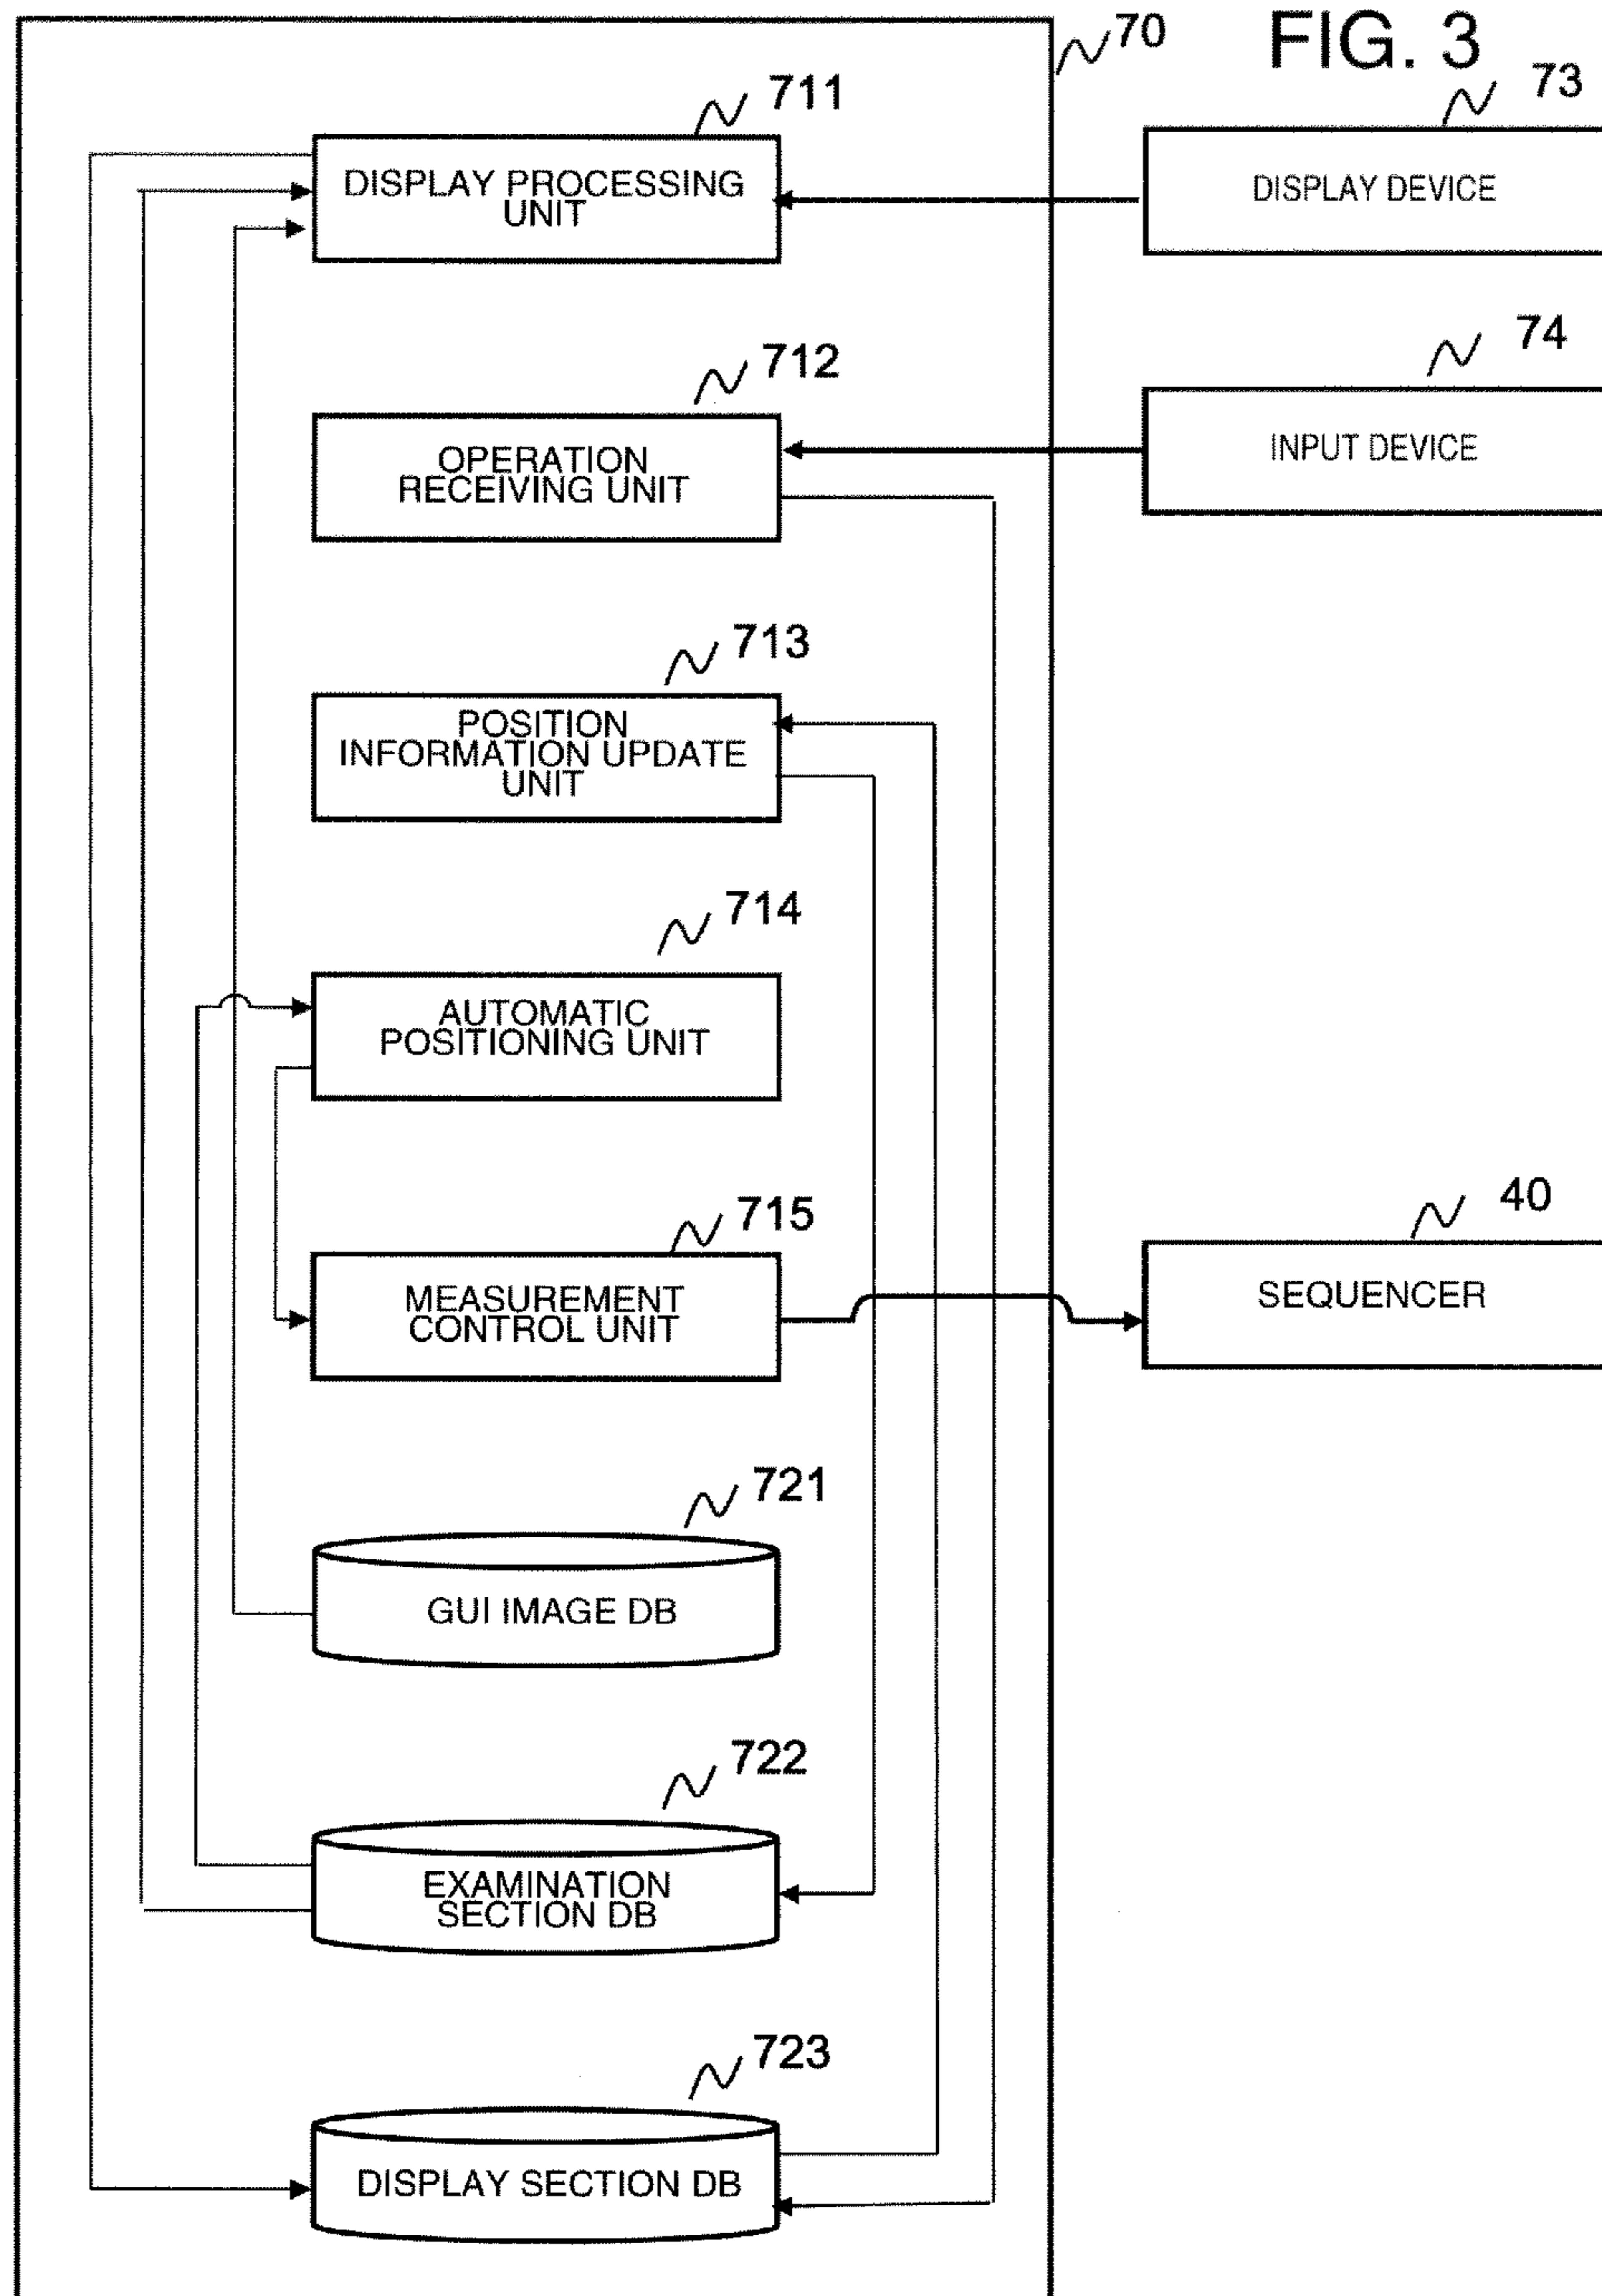 70
FIG. 3
711
DISPLAY PROCESSING
UNIT
73
DISPLAY DEVICE
712
OPERATION
RECEIVING UNIT
74
INPUT DEVICE
713
POSITION
INFORMATION UPDATE
UNIT
714
AUTOMATIC
POSITIONING UNIT
715
MEASUREMENT
CONTROL UNIT
40
SEQUENCER
721
GUI IMAGE DB
722
EXAMINATION
SECTION DB
723
DISPLAY SECTION DB